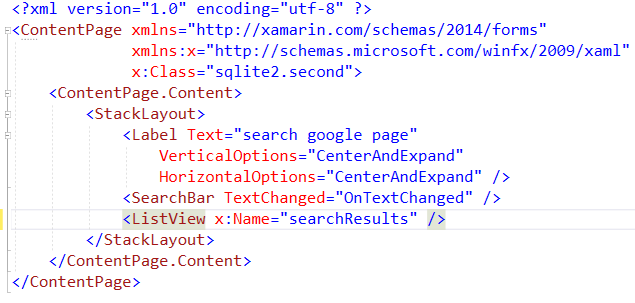 <?xml version="1.0" encoding="utf-8" ?>
<ContentPage xmlns="http://xamarin.com/schemas/2014/forms"
xmlns:x="http://schemas.microsoft.com/winfx/2009/xaml"
x:Class="sqlite2.second">
<ContentPage.Content>
<StackLayout>
<Label Text="search google page"
VerticalOptions="CenterAndExpand"
HorizontalOptions="CenterAndExpand" />
<SearchBar TextChanged="OnTextChanged" />
<ListView x:Name="searchResults" />
</StackLayout>
</ContentPage.Content>
</ContentPage>